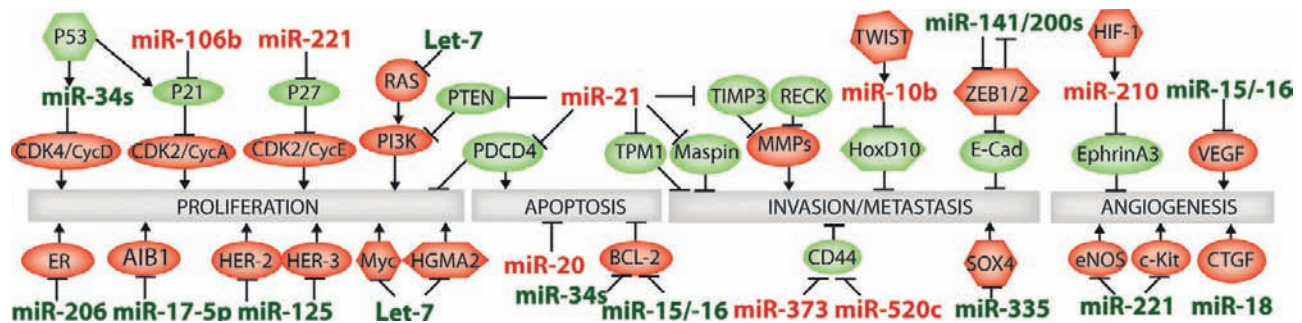 P53
miR-106b
miR-221
Let-7
TWIST
miR-141/200s
HIF-1
RAS
miR-34s
P21
P27
PTEN
miR-21
TIMP3
RECK
miR-10b
ZEB1/2
miR-210
miR-15/-16
CDK4/CycD
CDK2/CycA
CDK2/CycE
PI3K
PDCD4
TPM1
Maspin
MMPs
HoxD10
E-Cad
EphrinA3
VEGF
PROLIFERATION
APOPTOSIS
INVASION/METASTASIS
ANGIOGENESIS
ER
AIB1
HER-2
HER-3
Myc
HGMA2
miR-20
BCL-2
CD44
SOX4
eNOS
c-Kit
CTGF
miR-34s
miR-206
miR-17-5p
miR-125
Let-7
miR-15/-16
miR-373
miR-520c
miR-335
miR-221
miR-18